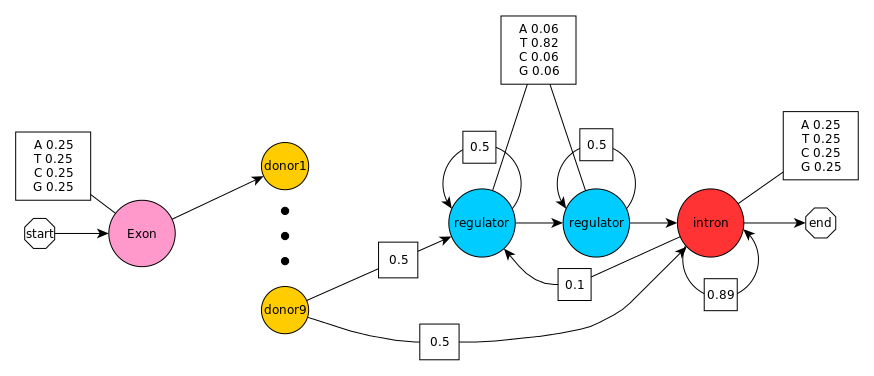 A 0.06
T 0.82
C 0.06
G 0.06
A 0.25
T 0.25
C 0.25
G 0.25
A 0.25
T 0.25
C 0.25
G 0.25
0.5
0.5
donor1
start
Exon
regulator
regulator
intron
end
0.5
0.1
0.89
donor9
0.5